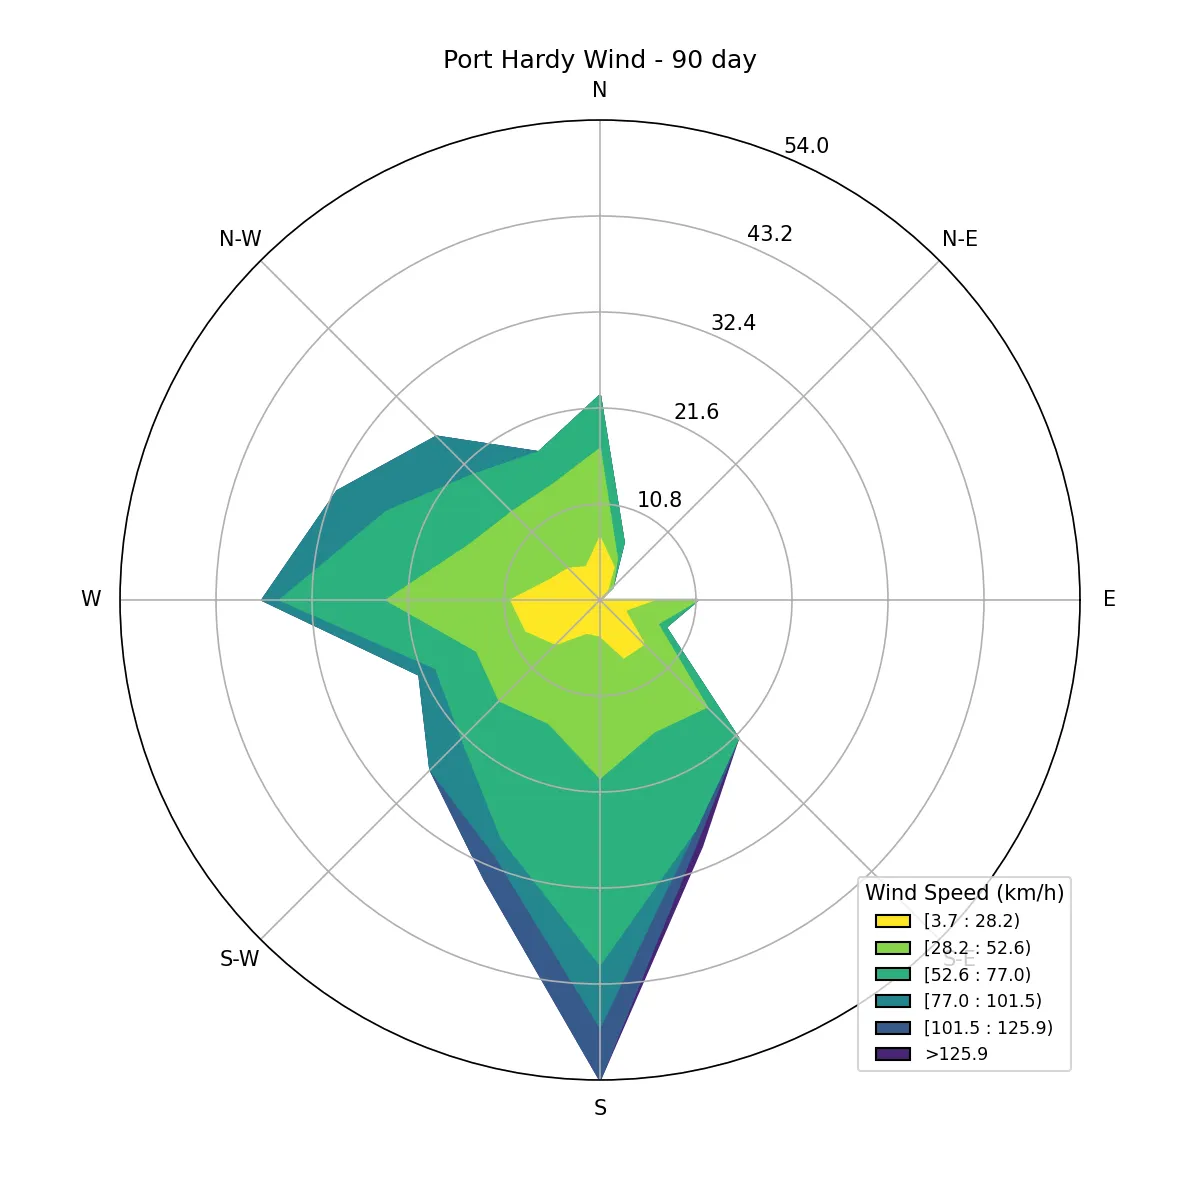 Port Hardy Wind - 90 day
N
54.0
N-W
43.2
N-E
32.4
21.6
10.8
W
E
Wind Speed (km/h)
[3.7 : 28.2)
[28.2 : 52.6)
S-W
S-E
[52.6 : 77.0)
[77.0 : 101.5)
[101.5 : 125.9)
>125.9
S